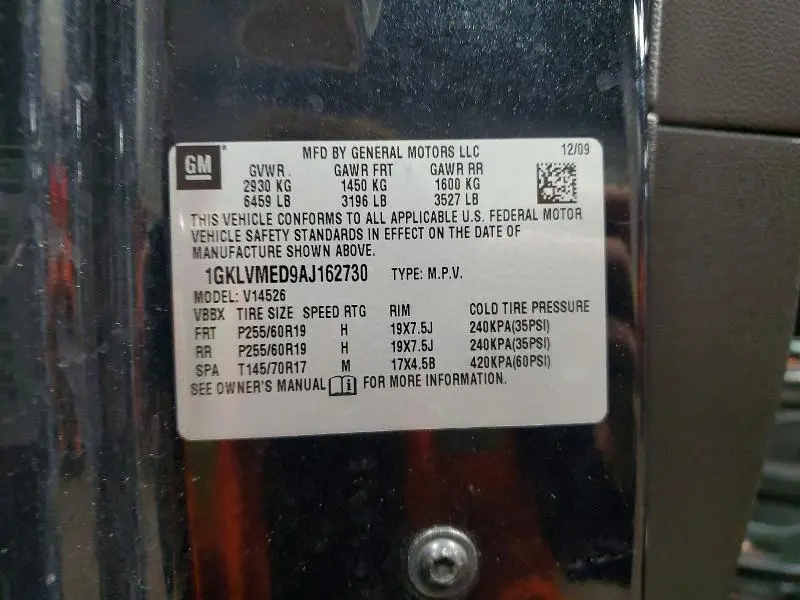 GM
MFD BY GENERAL MOTORS LLC 12/09
GVWR GAWR FRT GAWR RR
2930 KG 1450 KG 1600 KG
6459 LB 3196 LB 3527 LB
THIS VEHICLE CONFORMS TO ALL APPLICABLE U.S. FEDERAL MOTOR
VEHICLE SAFETY STANDARDS IN EFFECT ON THE DATE OF
MANUFACTURE SHOWN ABOVE.
1GKLVMED9AJ162730 TYPE: M.P.V.
MODEL: V14526
VBBX TIRE SIZE SPEED RTG RIM COLD TIRE PRESSURE
FRT P255/60R19 H 19X7.5J 240KPA(35PSI)
RR P255/60R19 H 19X7.5J 240KPA(35PSI)
SPA T145/70R17 M 17X4.5B 420KPA(60PSI)
SEE OWNER'S MANUAL FOR MORE INFORMATION.